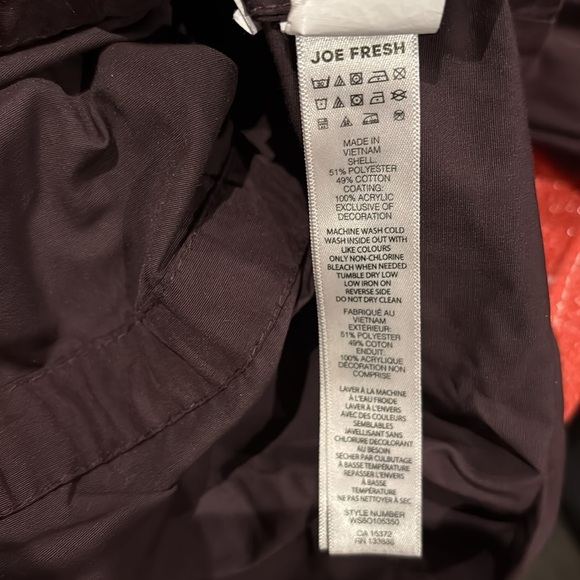 JOE FRESH
MADE IN
VIETNAM
SHELL:
51% POLYESTER
49% COTTON
COATING:
100% ACRYLIC
EXCLUSIVE OF
DECORATION
MACHINE WASH COLD
WASH INSIDE OUT WITH
LIKE COLOURS
ONLY NON-CHLORINE
BLEACH WHEN NEEDED
TUMBLE DRY LOW
LOW IRON ON
REVERSE SIDE
DO NOT DRY CLEAN
FABRIQUÉ AU
VIETNAM
EXTÉRIEUR:
51% POLYESTER
49% COTON
ENDUIT:
100% ACRYLIQUE
DÉCORATION NON
COMPRISE
LAVER À LA MACHINE
À L'EAU FROIDE
LAVER À L'ENVERS
AVEC DES COULEURS
SEMBLABLES
JAVELLISANT SANS
CHLORURE DECOLORANT
AU BESOIN
SÉCHER PAR CULBUTAGE
À BASSE TEMPÉRATURE
REPASSER L'ENVERS
À BASSE
TEMPÉRATURE
NE PAS NETTOYER À SEC
STYLE NUMBER
CA 15372